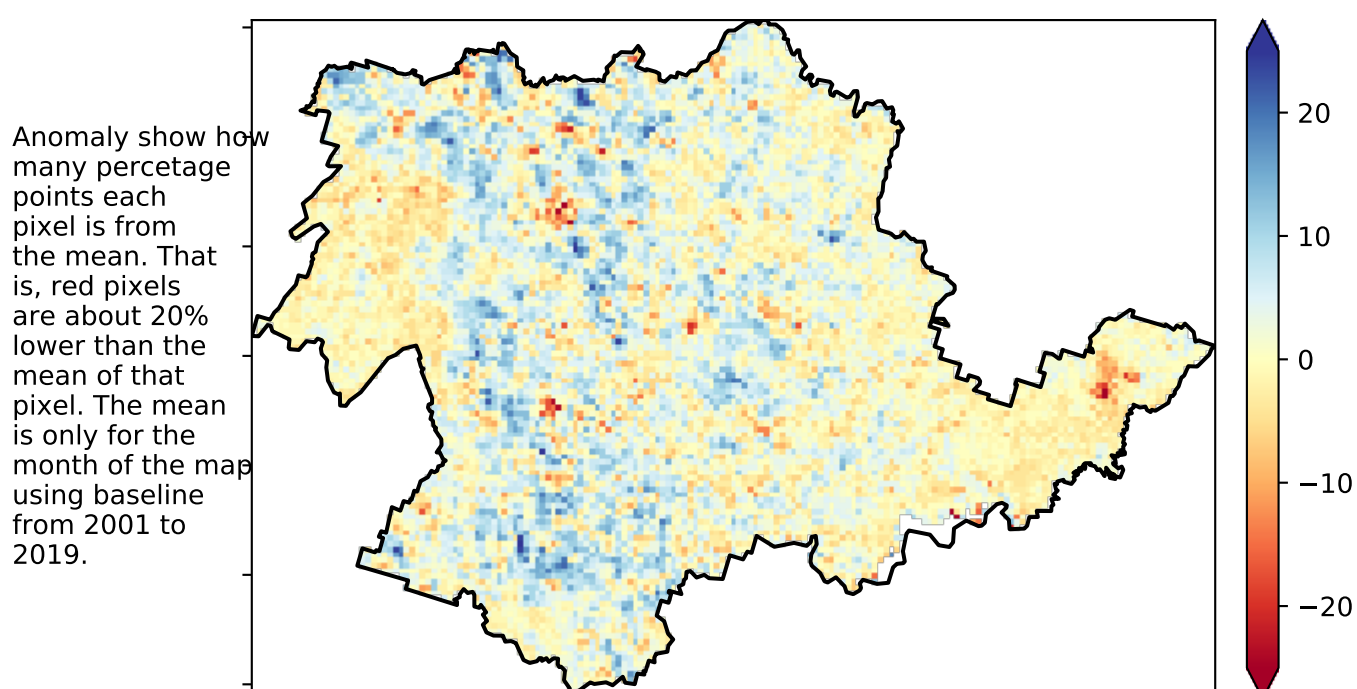 Anomaly show how
many percetage
points each
pixel is from
the mean. That
is, red pixels
are about 20%
lower than the
mean of that
pixel. The mean
is only for the
month of the map
using baseline
from 2001 to
2019.
20
10
0
−10
−20